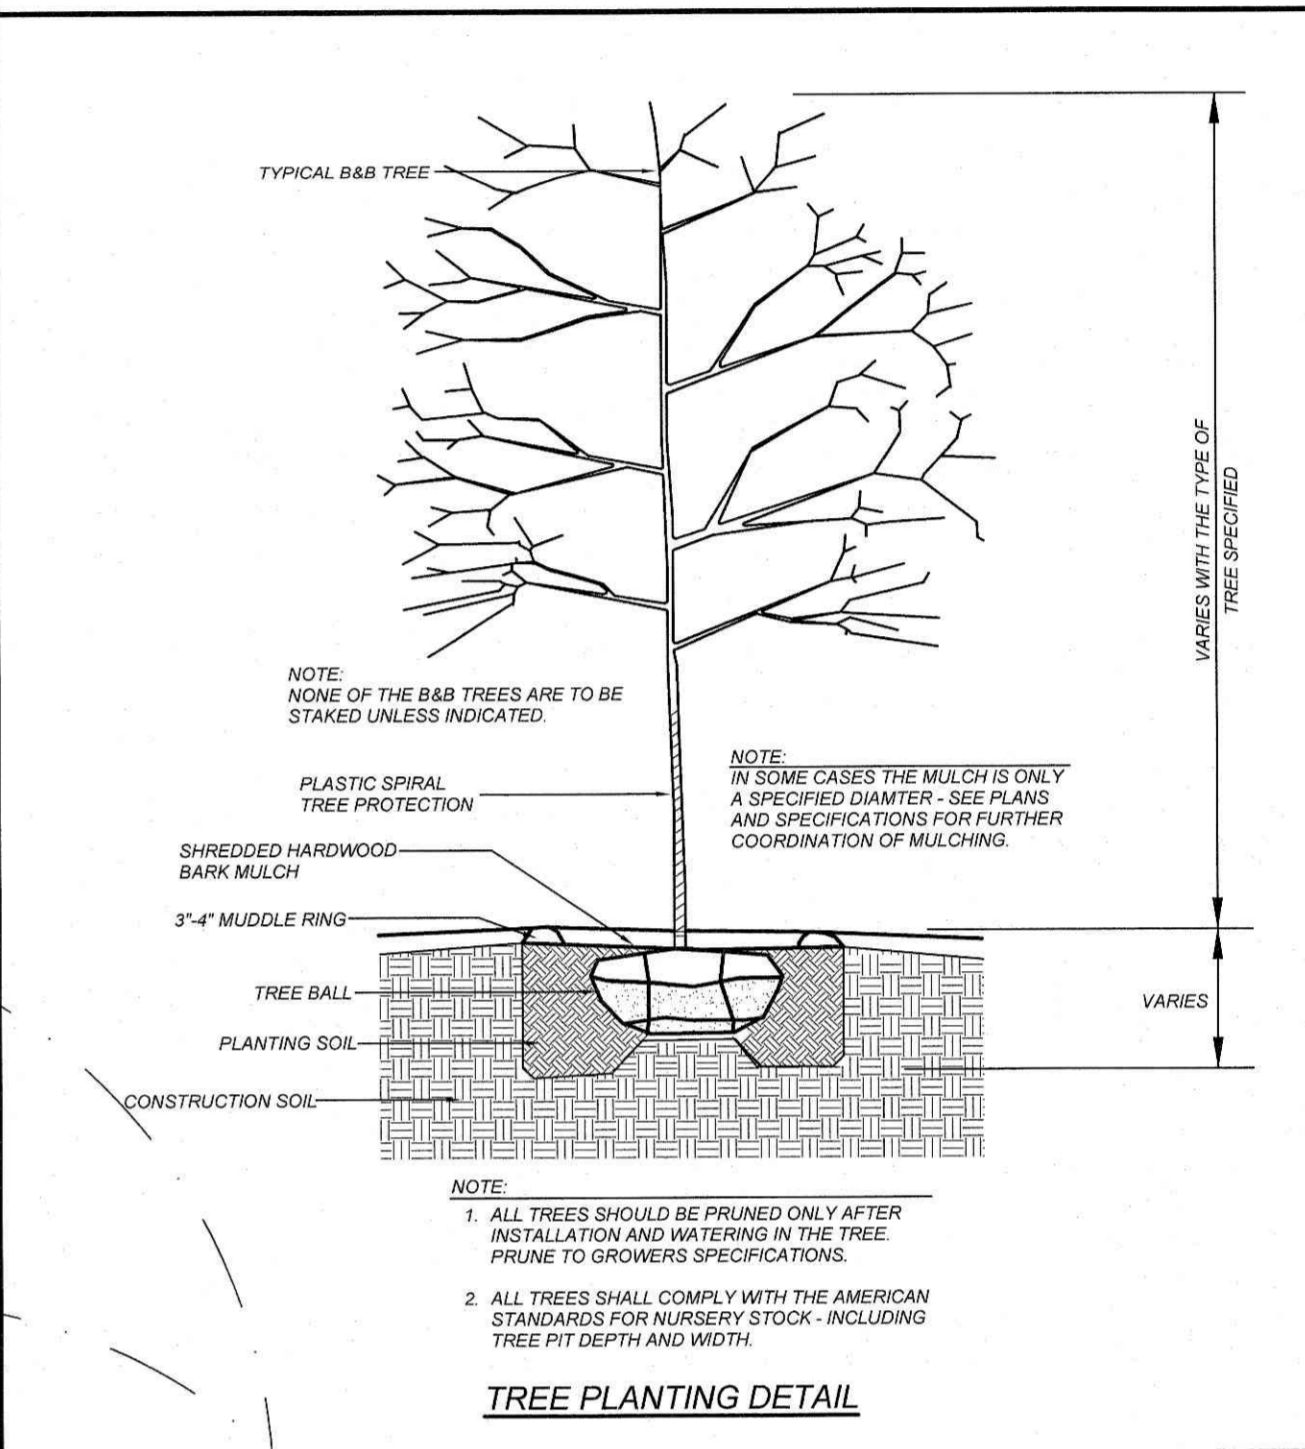 TYPICAL B&B TREE
VARIES WITH THE TYPE OF
TREE SPECIFIED
NOTE:
NONE OF THE B&B TREES ARE TO BE
STAKED UNLESS INDICATED.
NOTE:
IN SOME CASES THE MULCH IS ONLY
A SPECIFIED DIAMTER - SEE PLANS
AND SPECIFICATIONS FOR FURTHER
COORDINATION OF MULCHING.
PLASTIC SPIRAL
TREE PROTECTION
SHREDDED HARDWOOD
BARK MULCH
3"-4" MUDDLE RING
TREE BALL
VARIES
PLANTING SOIL
CONSTRUCTION SOIL
NOTE:
1. ALL TREES SHOULD BE PRUNED ONLY AFTER
INSTALLATION AND WATERING IN THE TREE.
PRUNE TO GROWERS SPECIFICATIONS.
2. ALL TREES SHALL COMPLY WITH THE AMERICAN
STANDARDS FOR NURSERY STOCK - INCLUDING
TREE PIT DEPTH AND WIDTH.
TREE PLANTING DETAIL